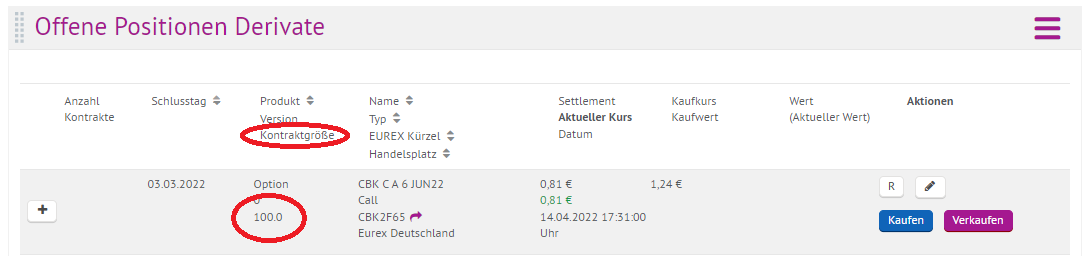 Offene Positionen Derivate
Anzahl Kontrakte
Schlusstag
Produkt
Version
Kontraktgröße
Name
Typ
EUREX Kürzel
Handelsplatz
Settlement
Aktueller Kurs
Datum
Kaufkurs
Kaufwert
Wert
(Aktueller Wert)
Aktionen
03.03.2022
Option
0
100.0
CBK C A 6 JUN22
Call
CBK2F65
Eurex Deutschland
0,81 €
0,81 €
14.04.2022 17:31:00
Uhr
1,24 €
R
Kaufen
Verkaufen